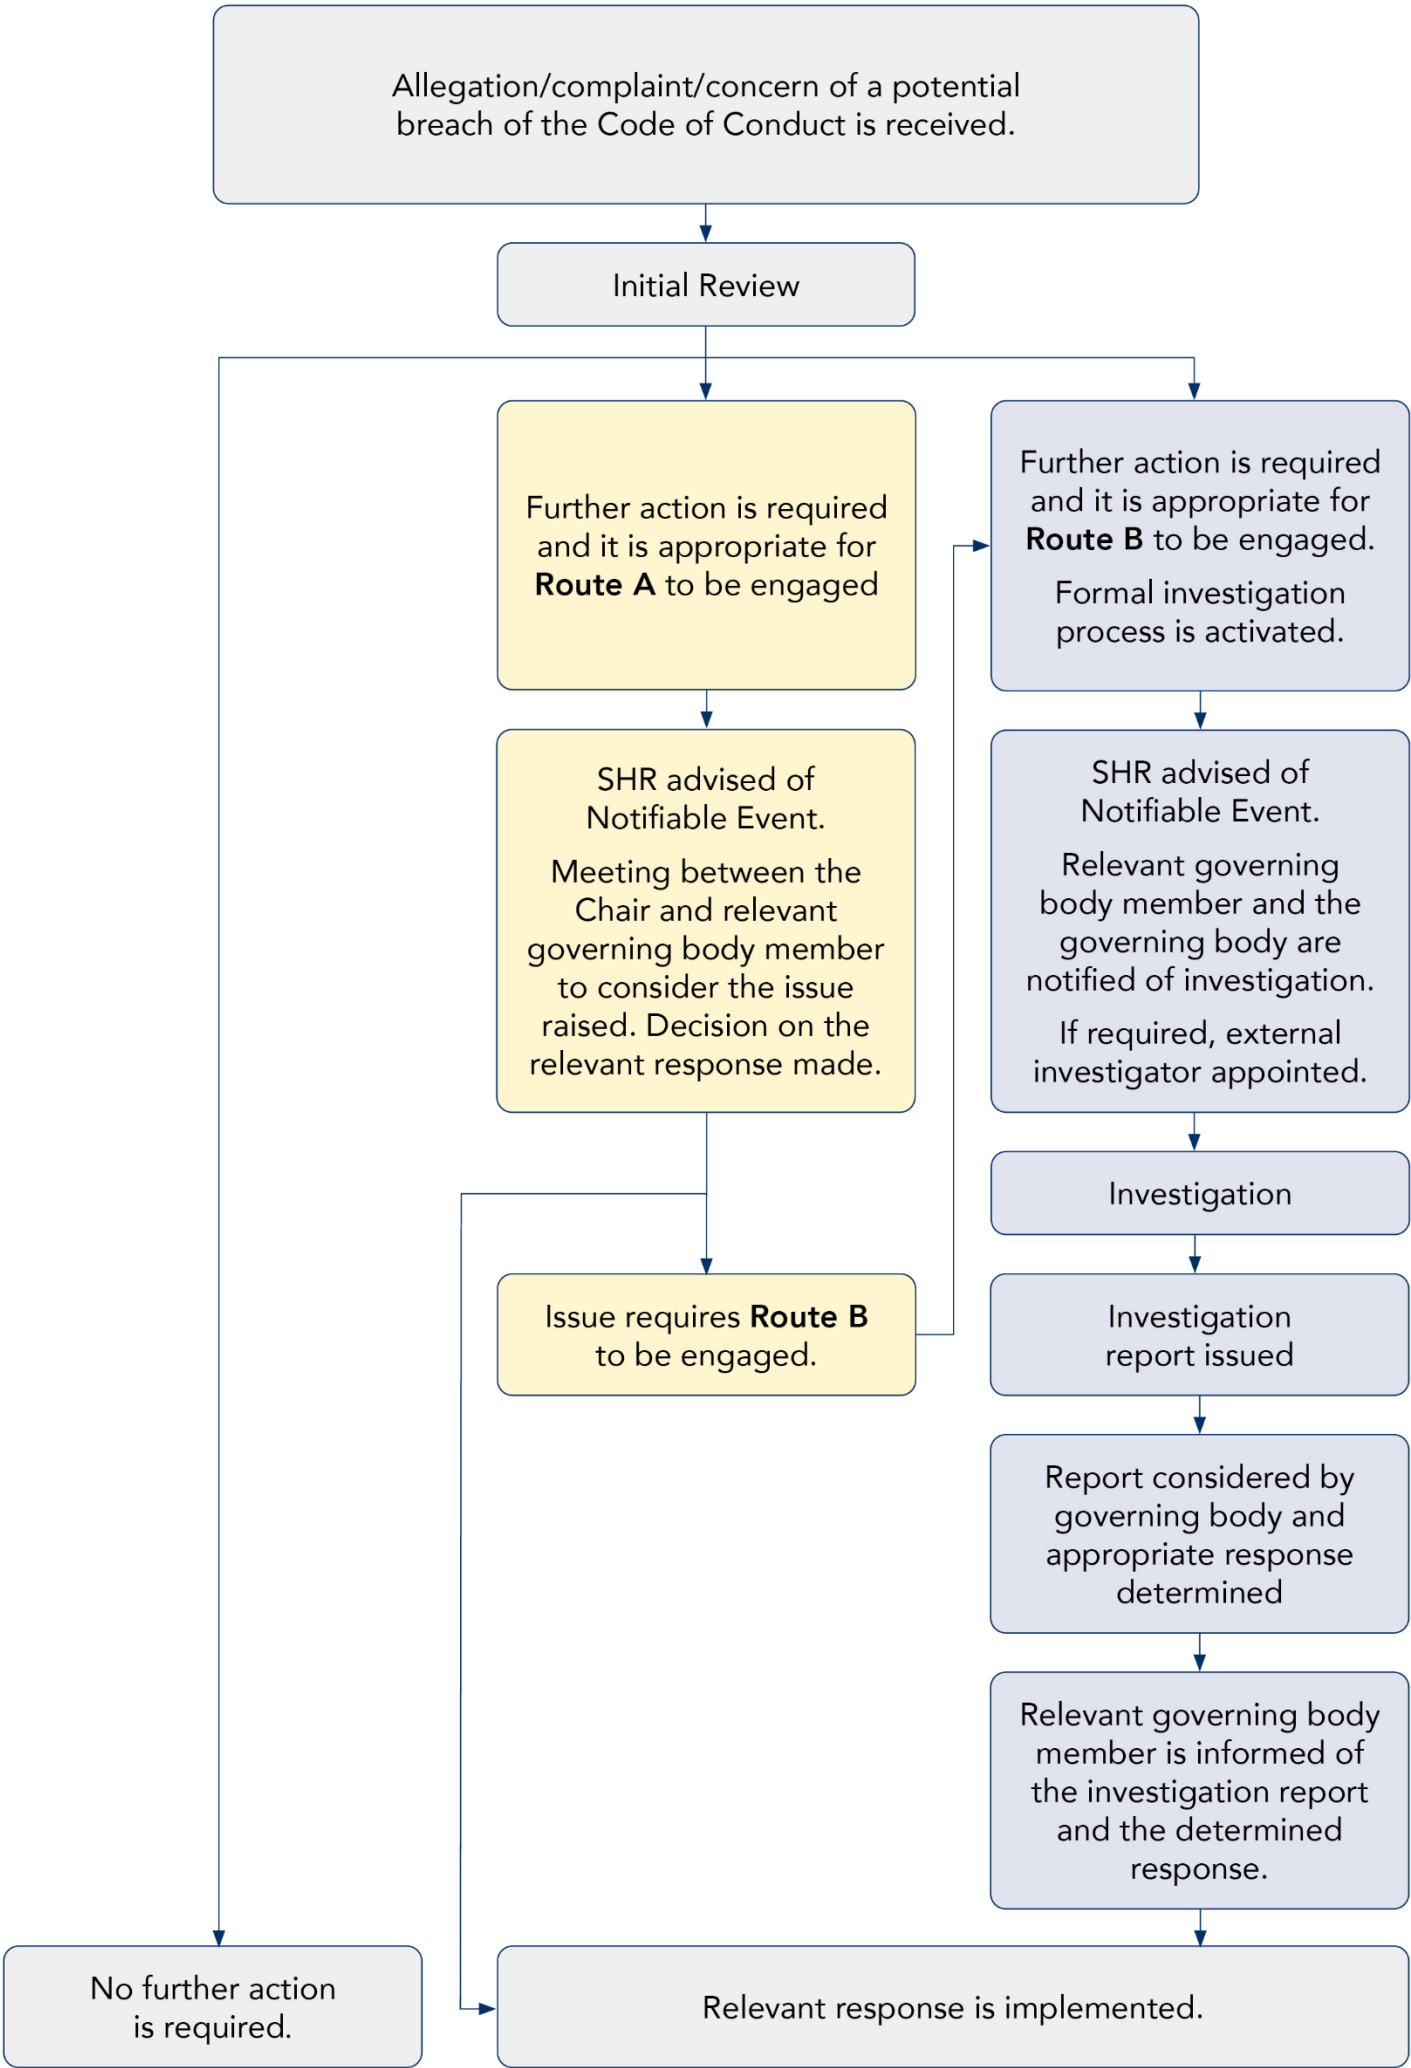 Allegation/complaint/concern of a potential
breach of the Code of Conduct is received.
Initial Review
Further action is required
and it is appropriate for
Route A to be engaged
SHR advised of
Notifiable Event.
Meeting between the
Chair and relevant
governing body member
to consider the issue
raised. Decision on the
relevant response made.
Issue requires Route B
to be engaged.
Further action is required
and it is appropriate for
Route B to be engaged.
Formal investigation
process is activated.
SHR advised of
Notifiable Event.
Relevant governing
body member and the
governing body are
notified of investigation.
If required, external
investigator appointed.
Investigation
Investigation
report issued
Report considered by
governing body and
appropriate response
determined
Relevant governing body
member is informed of
the investigation report
and the determined
response.
No further action
is required.
Relevant response is implemented.